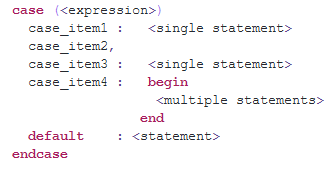 case (<expression>)
case_item1 : <single statement>
case_item2,
case_item3 : <single statement>
case_item4 : begin
<multiple statements>
end
default : <statement>
endcase